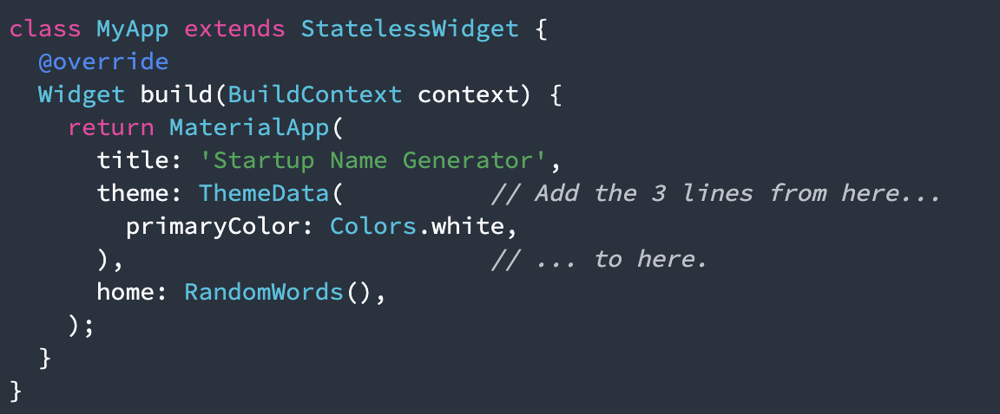 class MyApp extends StatelessWidget {
  @override
  Widget build(BuildContext context) {
    return MaterialApp(
      title: 'Startup Name Generator',
      theme: ThemeData(          // Add the 3 lines from here...
        primaryColor: Colors.white,
      ),                         // ... to here.
      home: RandomWords(),
    );
  }
}